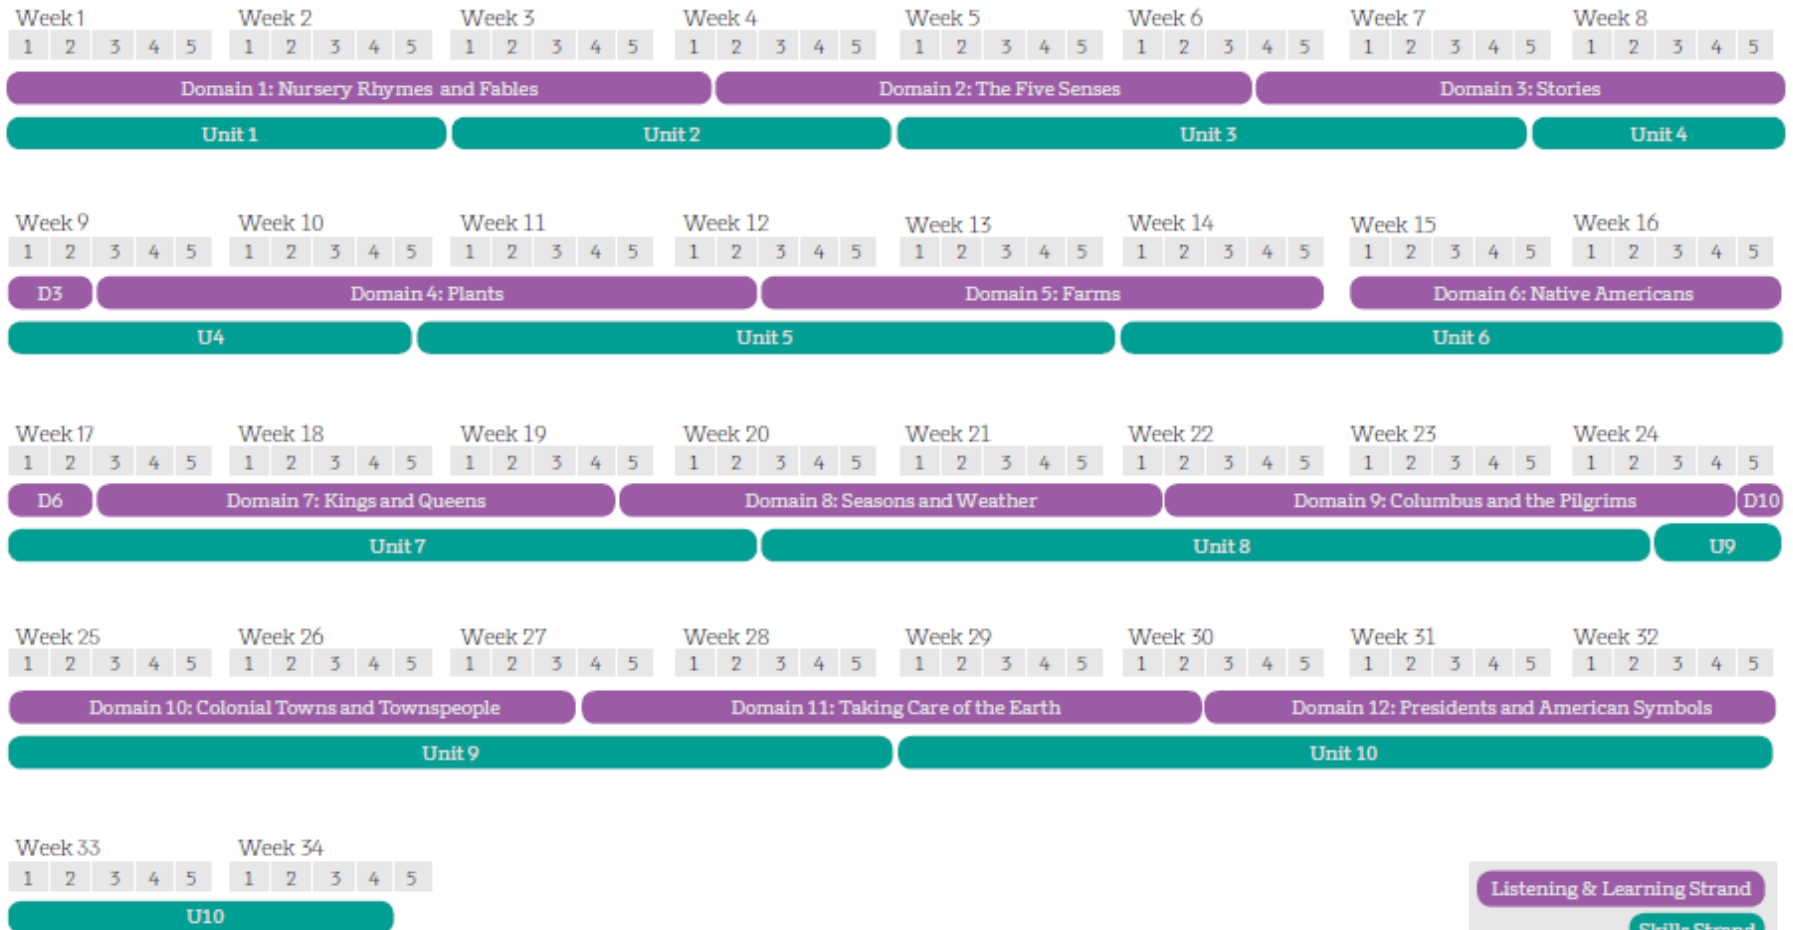 Week 1 Week 2 Week 3 Week 4 Week 5 Week 6 Week 7 Week 8
1 2 3 4 5 1 2 3 4 5 1 2 3 4 5 1 2 3 4 5 1 2 3 4 5 1 2 3 4 5 1 2 3 4 5 1 2 3 4 5
Domain 1: Nursery Rhymes and Fables Domain 2: The Five Senses Domain 3: Stories
Unit 1 Unit 2 Unit 3 Unit 4
Week 9 Week 10 Week 11 Week 12 Week 13 Week 14 Week 15 Week 16
1 2 3 4 5 1 2 3 4 5 1 2 3 4 5 1 2 3 4 5 1 2 3 4 5 1 2 3 4 5 1 2 3 4 5 1 2 3 4 5
D3 Domain 4: Plants Domain 5: Farms Domain 6: Native Americans
U4 Unit 5 Unit 6
Week 17 Week 18 Week 19 Week 20 Week 21 Week 22 Week 23 Week 24
1 2 3 4 5 1 2 3 4 5 1 2 3 4 5 1 2 3 4 5 1 2 3 4 5 1 2 3 4 5 1 2 3 4 5 1 2 3 4 5
D6 Domain 7: Kings and Queens Domain 8: Seasons and Weather Domain 9: Columbus and the Pilgrims D10
Unit 7 Unit 8 U9
Week 25 Week 26 Week 27 Week 28 Week 29 Week 30 Week 31 Week 32
1 2 3 4 5 1 2 3 4 5 1 2 3 4 5 1 2 3 4 5 1 2 3 4 5 1 2 3 4 5 1 2 3 4 5 1 2 3 4 5
Domain 10: Colonial Towns and Townspeople Domain 11: Taking Care of the Earth Domain 12: Presidents and American Symbols
Unit 9 Unit 10
Week 33 Week 34
1 2 3 4 5 1 2 3 4 5
U10
Listening & Learning Strand
Skills Strand